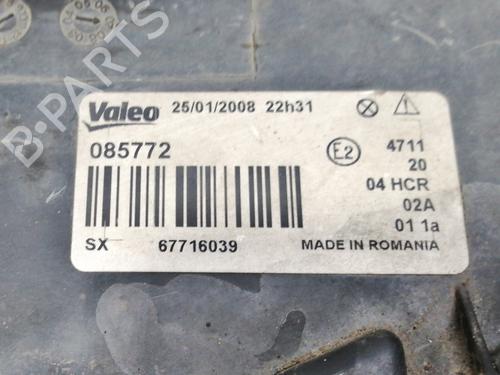 B-PARTS
Valeo 25/01/2008 22h31
085772
E2 4711
20
04 HCR
02A
01 1a
SX 67716039 MADE IN ROMANIA